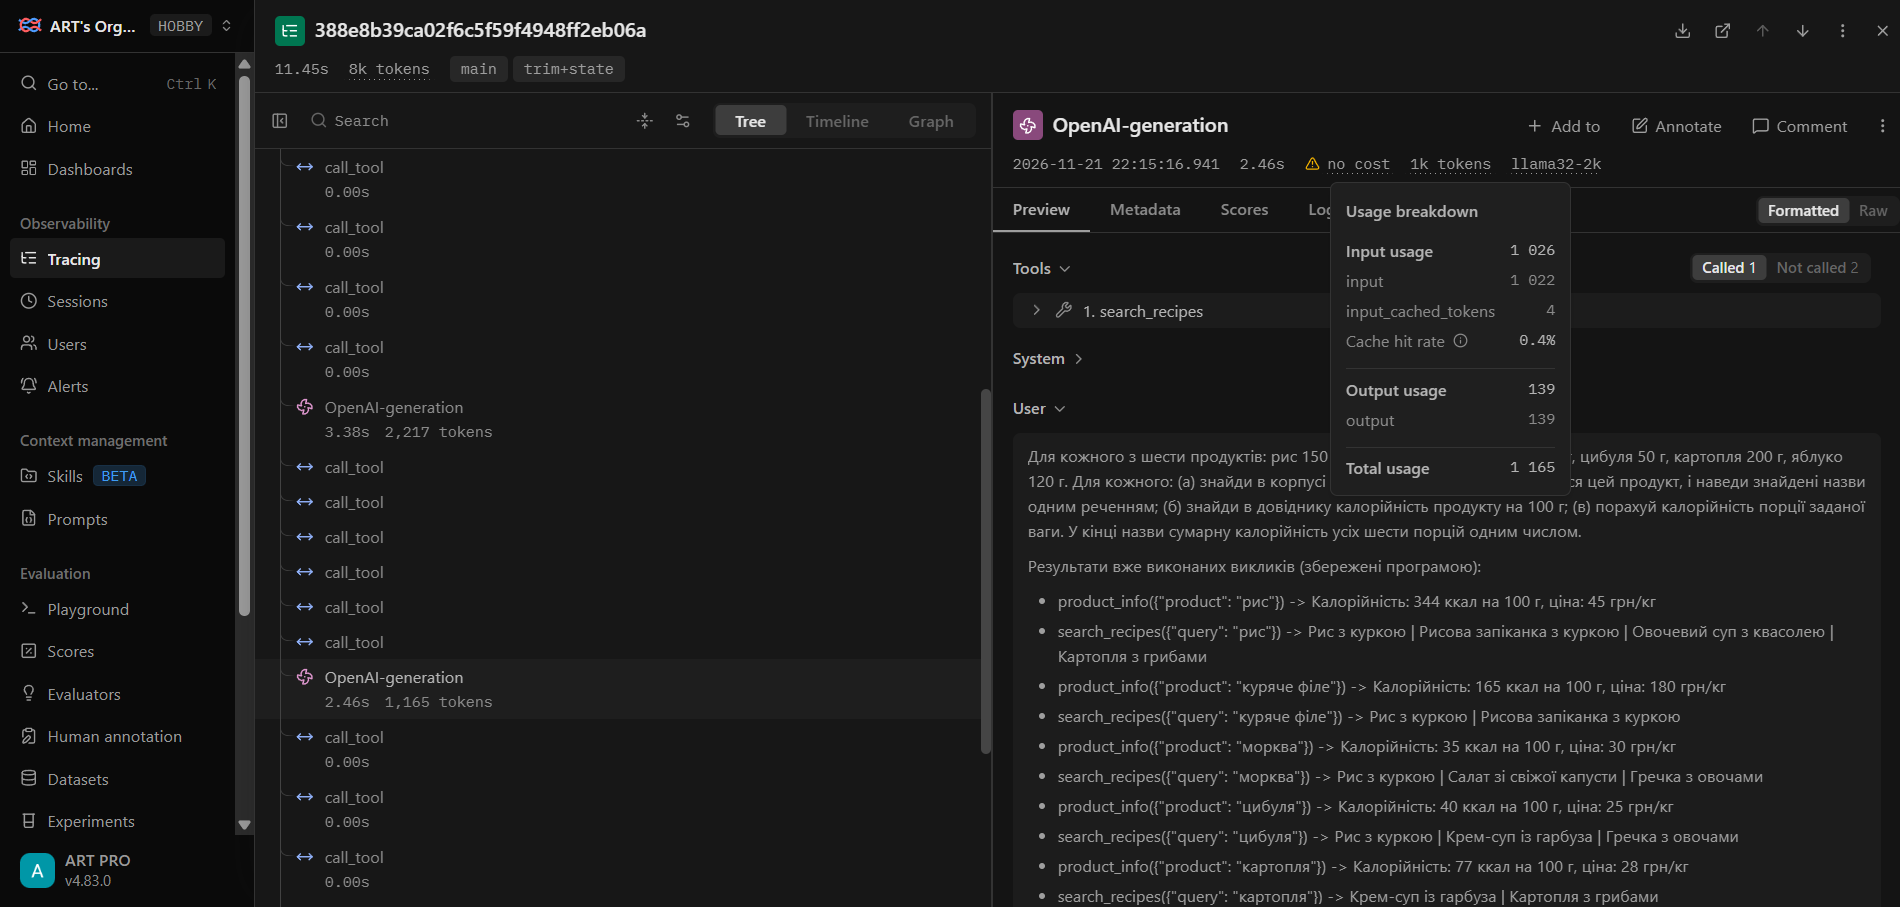 ART's Org...
HOBBY
Go to...
Ctrl K
Home
Dashboards
Observability
Tracing
Sessions
Users
Alerts
Context management
Skills
BETA
Prompts
Evaluation
Playground
Scores
Evaluators
Human annotation
Datasets
Experiments
A
ART PRO
v4.83.0
388e8b39ca02f6c5f59f4948ff2eb06a
11.45s 8k tokens main trim+state
Search
Tree Timeline Graph
call_tool
0.00s
call_tool
0.00s
call_tool
0.00s
call_tool
0.00s
OpenAI-generation
3.38s 2,217 tokens
call_tool
call_tool
call_tool
call_tool
call_tool
call_tool
OpenAI-generation
2.46s 1,165 tokens
call_tool
0.00s
call_tool
0.00s
call_tool
0.00s
OpenAI-generation
Add to Annotate Comment
2026-11-21 22:15:16.941 2.46s no cost 1k tokens llama32-2k
Preview Metadata Scores Log
Formatted Raw
Usage breakdown
Input usage 1 026
input 1 022
input_cached_tokens 4
Cache hit rate 0.4%
Output usage 139
output 139
Total usage 1 165
Tools
Called 1 Not called 2
1. search_recipes
System
User
Для кожного з шести продуктів: рис 150 , цибуля 50 г, картопля 200 г, яблуко
120 г. Для кожного: (а) знайди в корпусі ся цей продукт, і наведи знайдені назви
одним реченням; (б) знайди в довіднику калорійність продукту на 100 г; (в) порахуй калорійність порції заданої
ваги. У кінці назви сумарну калорійність усіх шести порцій одним числом.
Результати вже виконаних викликів (збережені програмою):
• product_info({"product": "рис"}) -> Калорійність: 344 ккал на 100 г, ціна: 45 грн/кг
• search_recipes({"query": "рис"}) -> Рис з куркою | Рисова запіканка з куркою | Овочевий суп з квасолею |
Картопля з грибами
• product_info({"product": "куряче філе"}) -> Калорійність: 165 ккал на 100 г, ціна: 180 грн/кг
• search_recipes({"query": "куряче філе"}) -> Рис з куркою | Рисова запіканка з куркою
• product_info({"product": "морква"}) -> Калорійність: 35 ккал на 100 г, ціна: 30 грн/кг
• search_recipes({"query": "морква"}) -> Рис з куркою | Салат зі свіжої капусти | Гречка з овочами
• product_info({"product": "цибуля"}) -> Калорійність: 40 ккал на 100 г, ціна: 25 грн/кг
• search_recipes({"query": "цибуля"}) -> Рис з куркою | Крем-суп із гарбуза | Гречка з овочами
• product_info({"product": "картопля"}) -> Калорійність: 77 ккал на 100 г, ціна: 28 грн/кг
• search_recipes({"query": "картопля"}) -> Крем-суп із гарбуза | Картопля з грибами